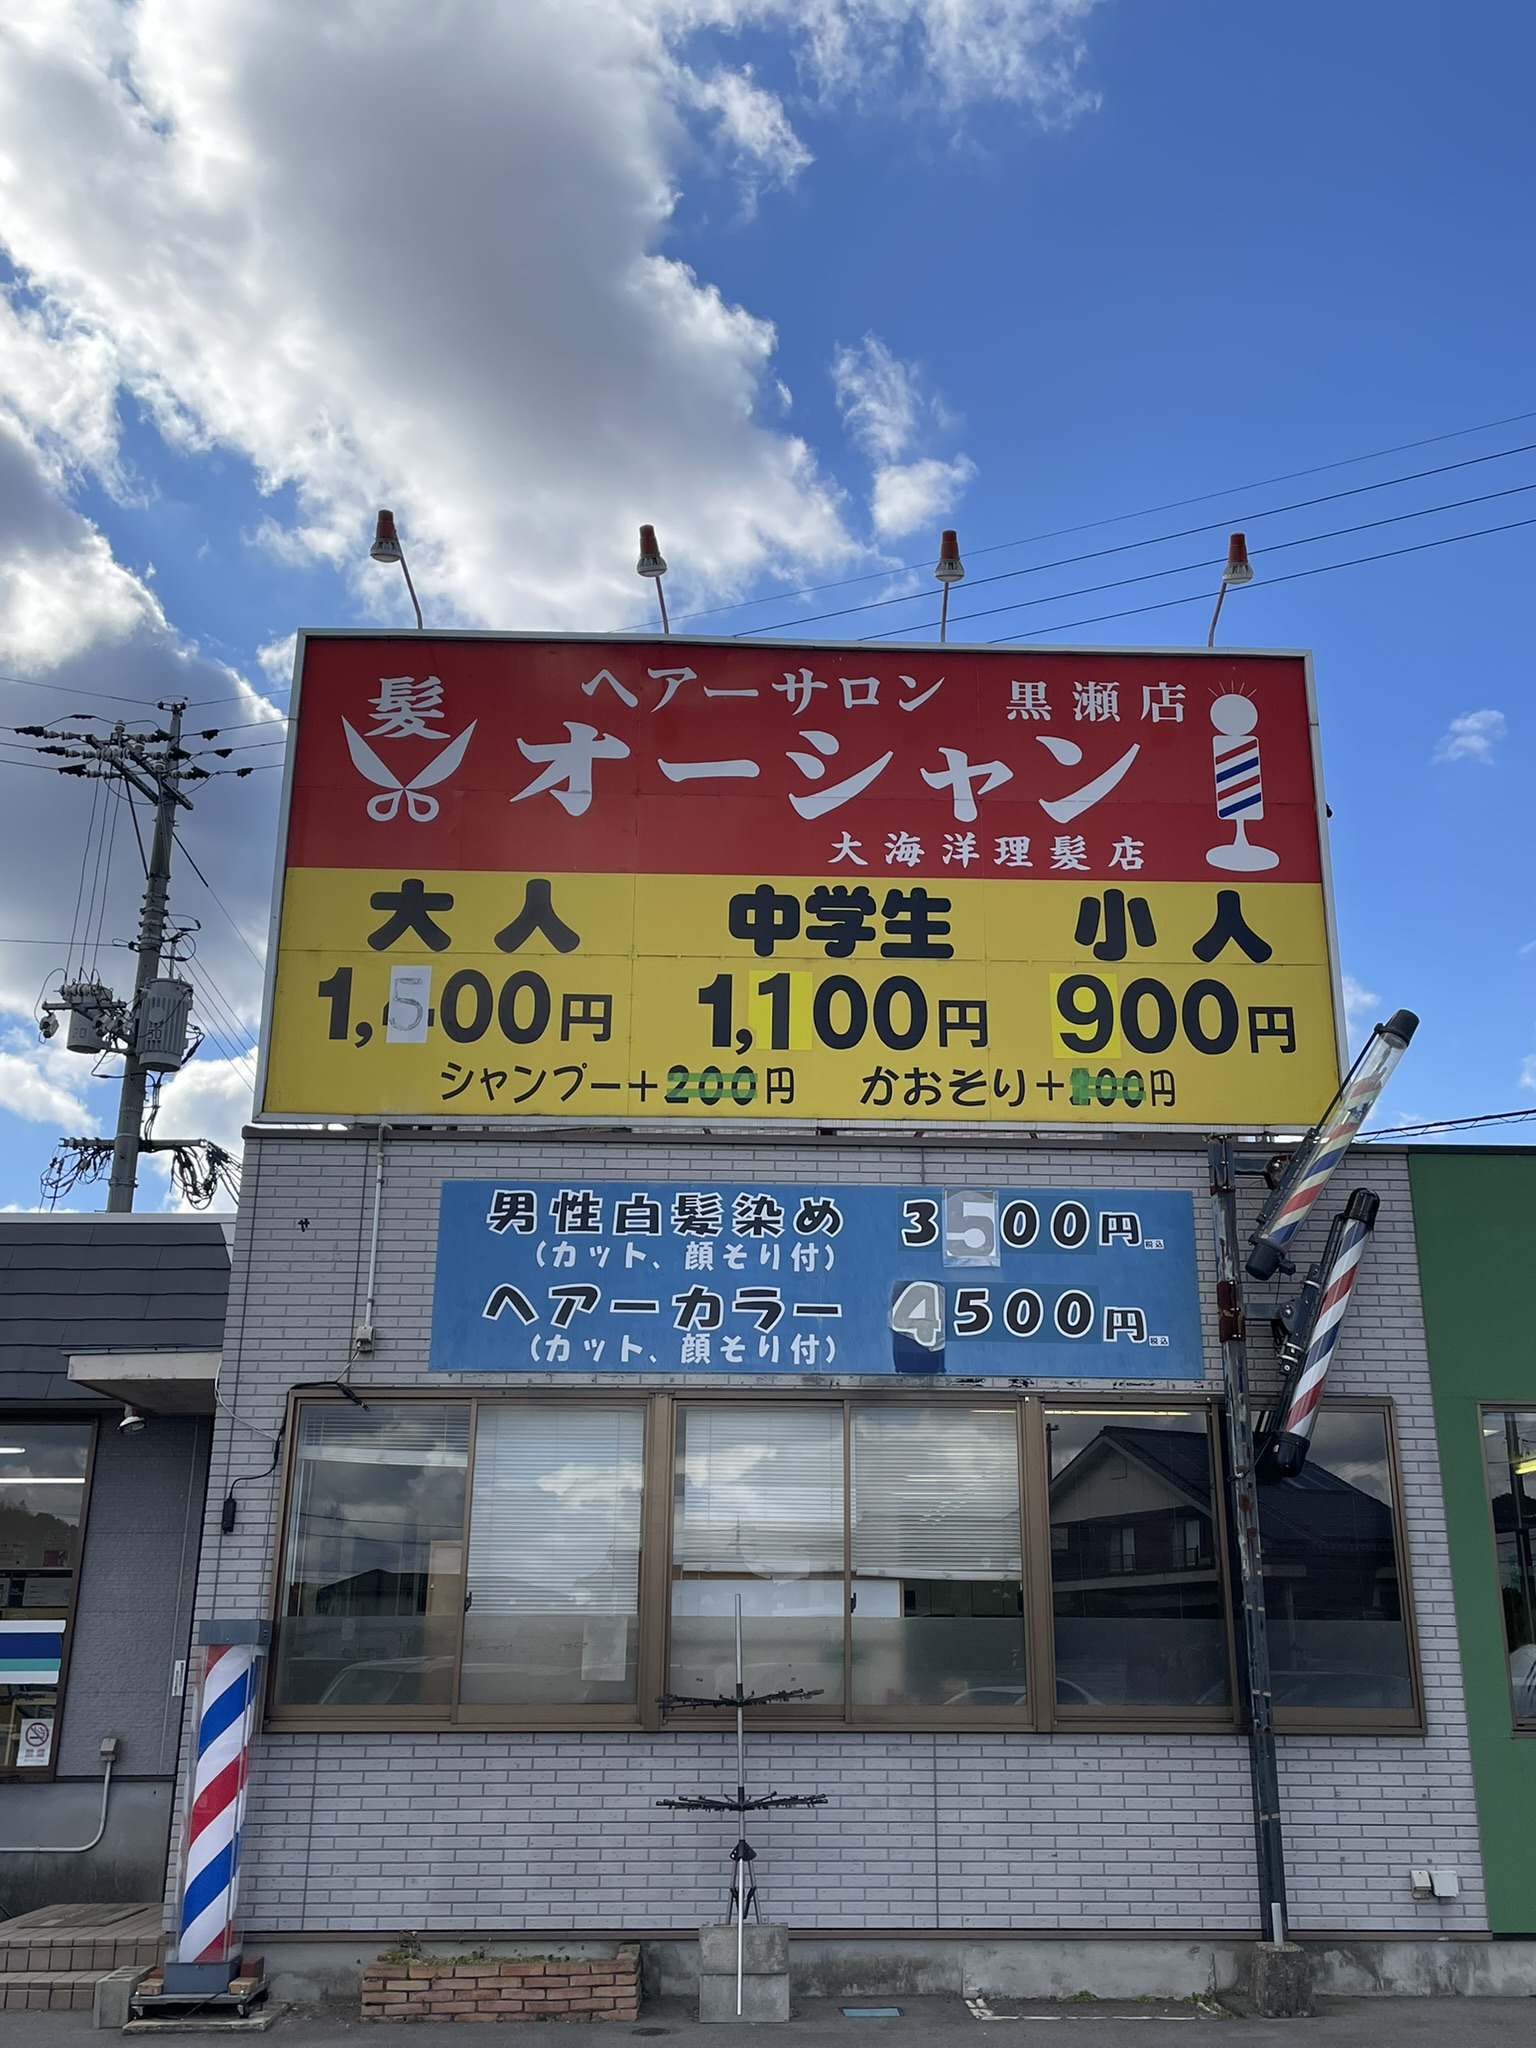 髪
ヘアーサロン 黒瀬店
オーシャン
大海洋理髪店
大人 中学生 小人
1,500円 1,100円 900円
シャンプー+200円 かおそり+100円
男性白髪染め 3500円税込
(カット、顔そり付)
ヘアーカラー 4500円税込
(カット、顔そり付)